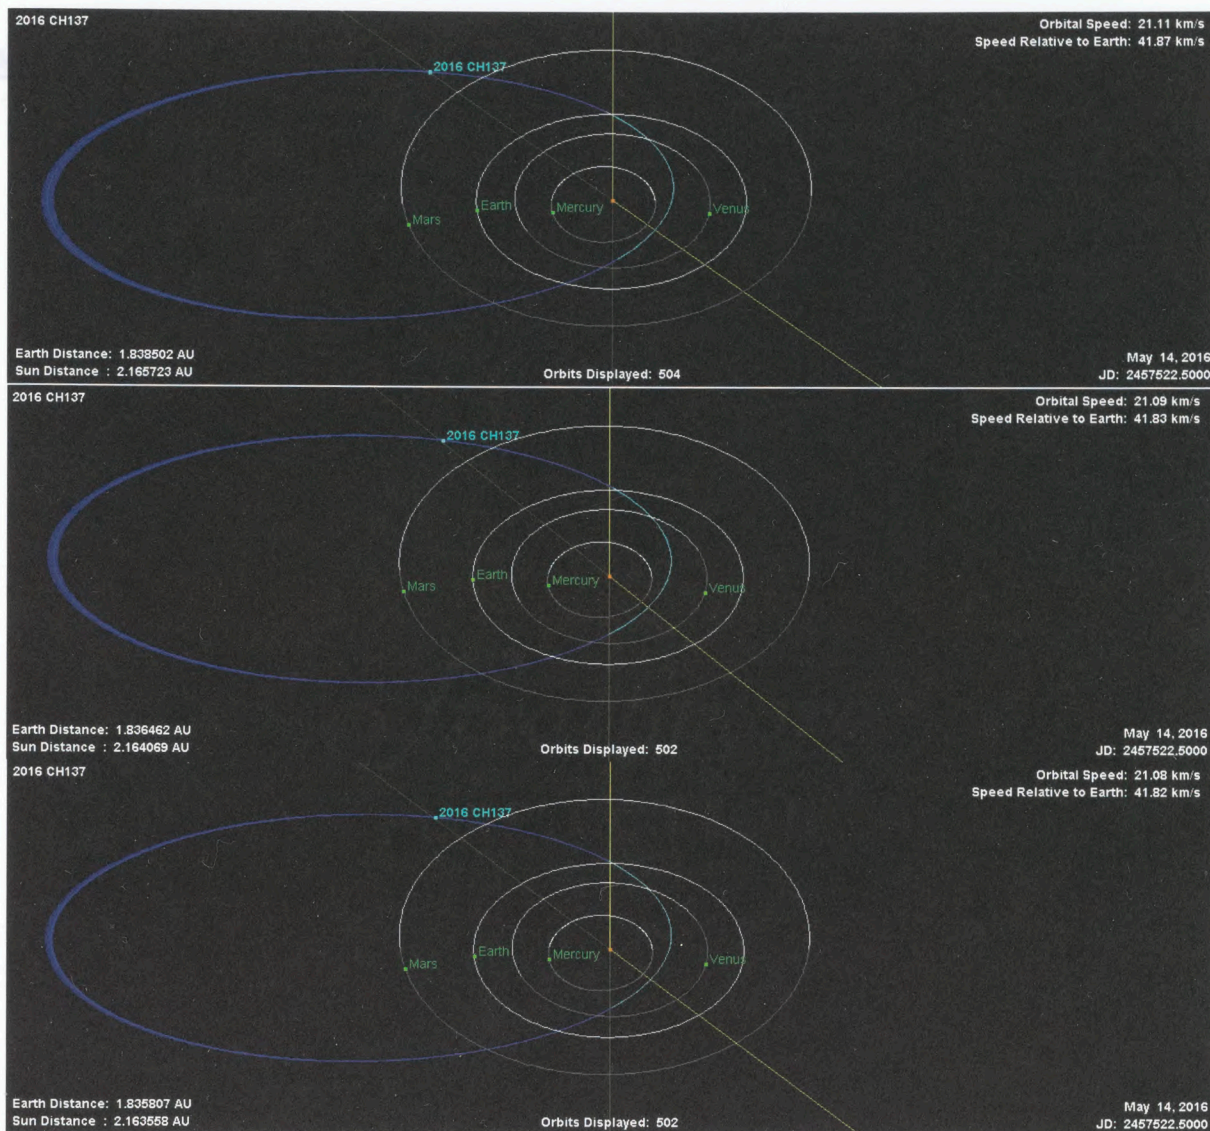 2016 CH137
Orbital Speed: 21.11 km/s
Speed Relative to Earth: 41.87 km/s
2016 CH137
Mars
Earth
Mercury
Venus
Earth Distance: 1.838502 AU
Sun Distance : 2.165723 AU
Orbits Displayed: 504
May 14, 2016
JD: 2457522.5000
2016 CH137
Orbital Speed: 21.09 km/s
Speed Relative to Earth: 41.83 km/s
2016 CH137
Mars
Earth
Mercury
Venus
Earth Distance: 1.836462 AU
Sun Distance : 2.164069 AU
Orbits Displayed: 502
May 14, 2016
JD: 2457522.5000
2016 CH137
Orbital Speed: 21.08 km/s
Speed Relative to Earth: 41.82 km/s
2016 CH137
Mars
Earth
Mercury
Venus
Earth Distance: 1.835807 AU
Sun Distance : 2.163558 AU
Orbits Displayed: 502
May 14, 2016
JD: 2457522.5000